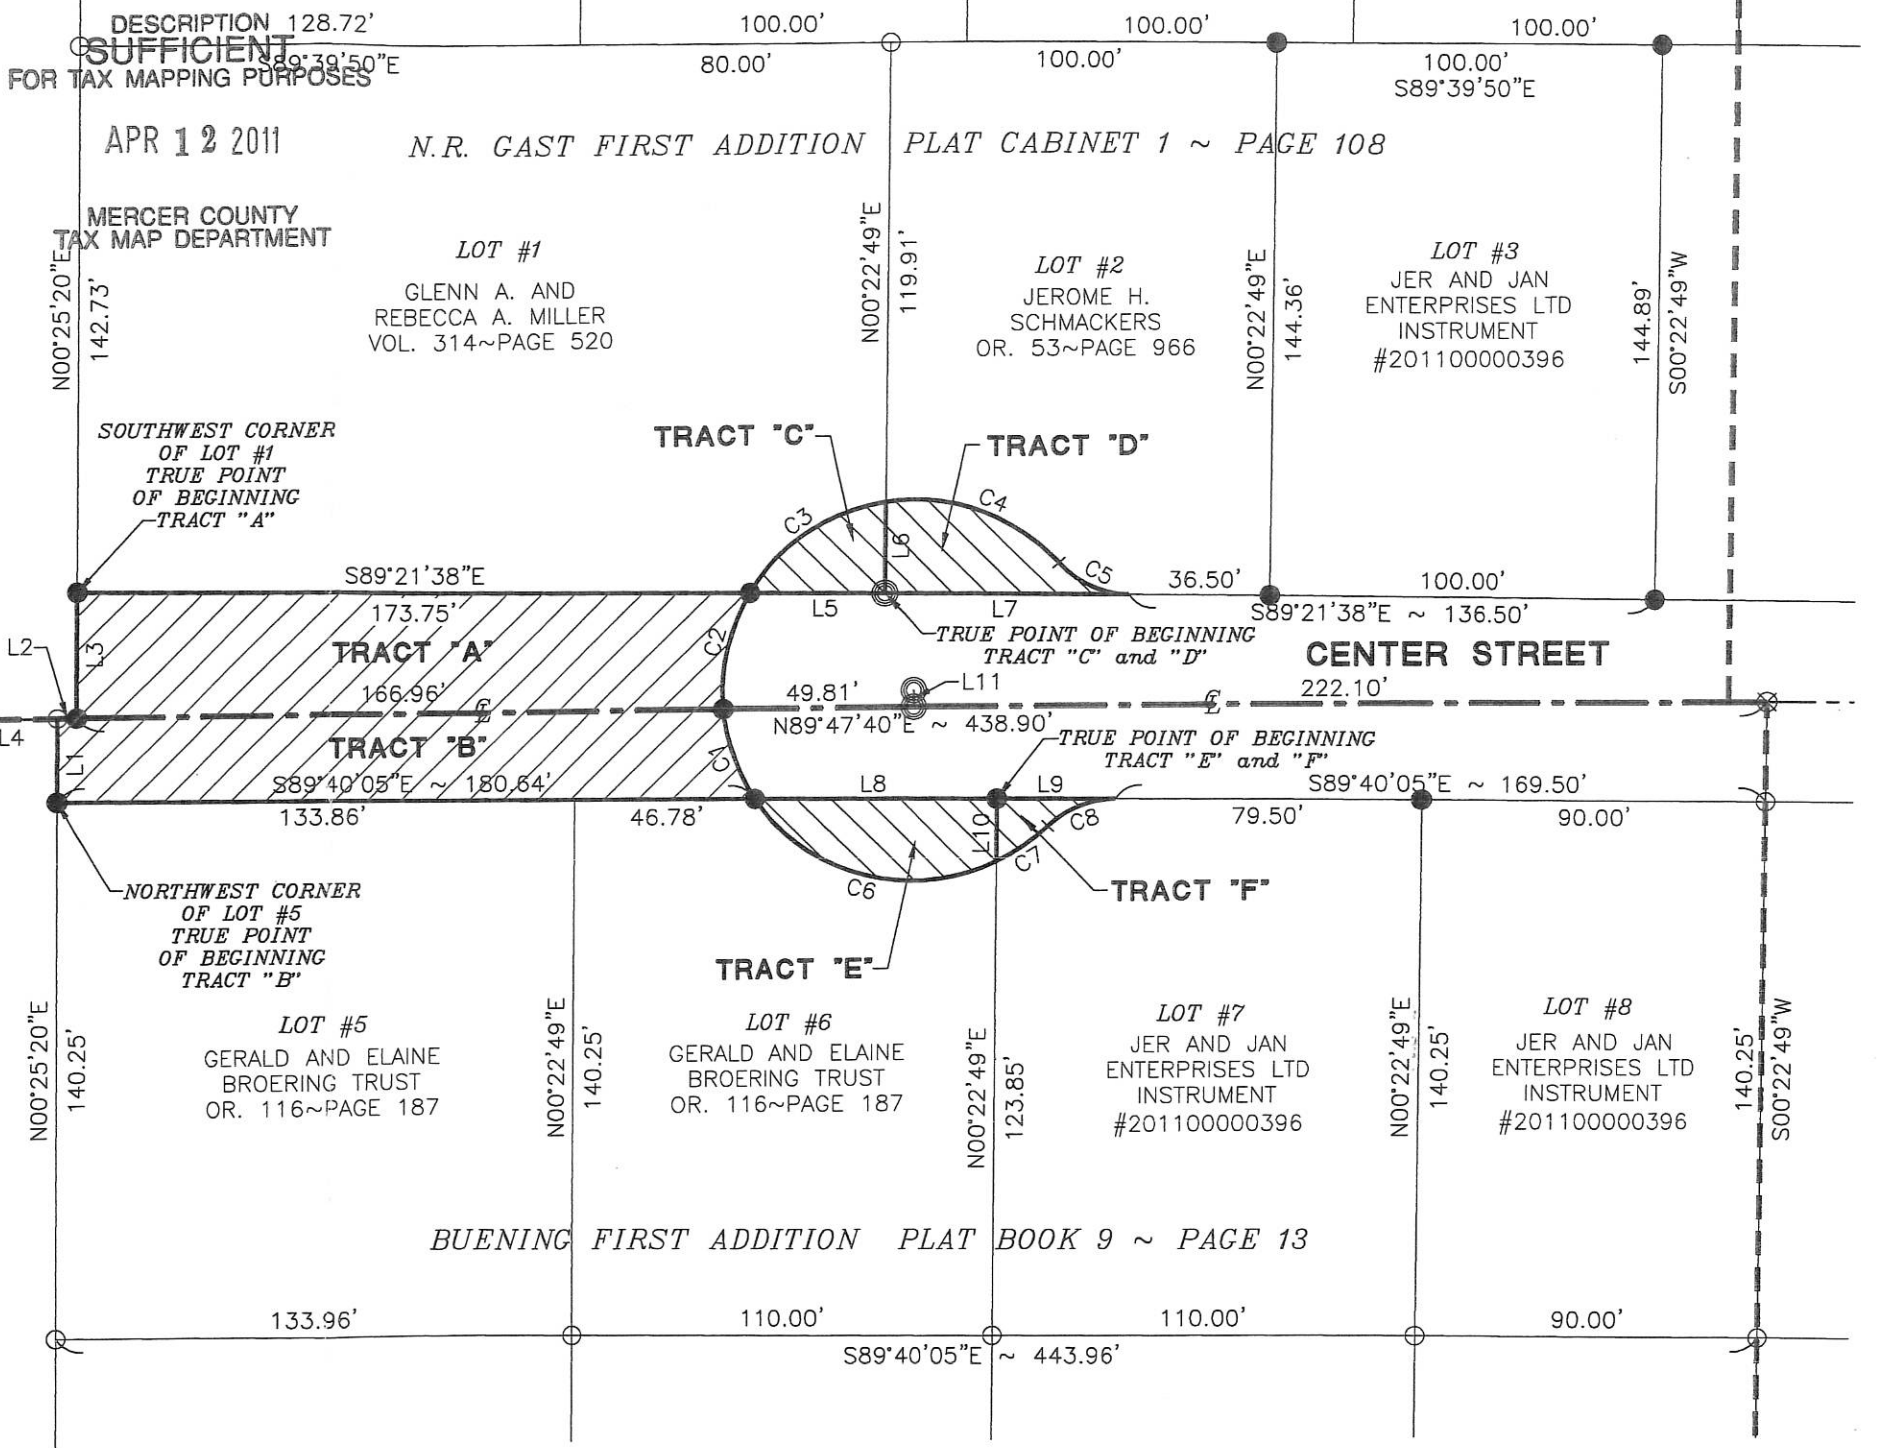 DESCRIPTION
SUFFICIENT
FOR TAX MAPPING PURPOSES
APR 12 2011
MERCER COUNTY
TAX MAP DEPARTMENT
128.72'
S89°39'50"E
100.00'
80.00'
100.00'
100.00'
100.00'
100.00'
S89°39'50"E
N.R. GAST FIRST ADDITION PLAT CABINET 1 ~ PAGE 108
N00°25'20"E
142.73'
LOT #1
GLENN A. AND
REBECCA A. MILLER
VOL. 314~PAGE 520
N00°22'49"E
119.91'
LOT #2
JEROME H.
SCHMACKERS
OR. 53~PAGE 966
N00°22'49"E
144.36'
LOT #3
JER AND JAN
ENTERPRISES LTD
INSTRUMENT
#201100000396
144.89'
S00°22'49"W
SOUTHWEST CORNER
OF LOT #1
TRUE POINT
OF BEGINNING
TRACT "A"
TRACT "C"
TRACT "D"
C3
C4
L6
C5
S89°21'38"E
173.75'
L5
L7
36.50'
100.00'
S89°21'38"E ~ 136.50'
TRUE POINT OF BEGINNING
TRACT "C" and "D"
CENTER STREET
L2
L3
TRACT "A"
C2
166.96'
℄
49.81'
L11
222.10'
℄
N89°47'40"E ~ 438.90'
L4
L1
TRACT "B"
C1
S89°40'05"E ~ 180.64'
TRUE POINT OF BEGINNING
TRACT "E" and "F"
L8
L9
S89°40'05"E ~ 169.50'
133.86'
46.78'
L10
C8
C7
79.50'
90.00'
C6
TRACT "F"
TRACT "E"
NORTHWEST CORNER
OF LOT #5
TRUE POINT
OF BEGINNING
TRACT "B"
N00°25'20"E
140.25'
LOT #5
GERALD AND ELAINE
BROERING TRUST
OR. 116~PAGE 187
N00°22'49"E
140.25'
LOT #6
GERALD AND ELAINE
BROERING TRUST
OR. 116~PAGE 187
N00°22'49"E
123.85'
LOT #7
JER AND JAN
ENTERPRISES LTD
INSTRUMENT
#201100000396
N00°22'49"E
140.25'
LOT #8
JER AND JAN
ENTERPRISES LTD
INSTRUMENT
#201100000396
140.25'
S00°22'49"W
BUENING FIRST ADDITION PLAT BOOK 9 ~ PAGE 13
133.96'
110.00'
110.00'
90.00'
S89°40'05"E ~ 443.96'